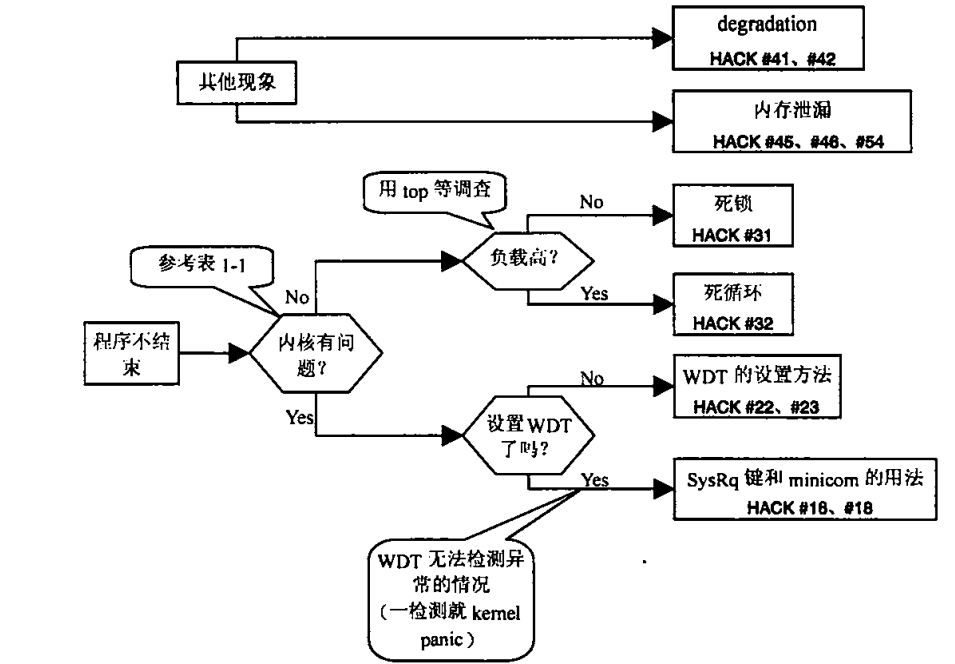 degradation
HACK #41、#42
其他现象
内存泄漏
HACK #45、#46、#54
用 top 等调查
No
死锁
HACK #31
负载高?
参考表 1-1
Yes
死循环
HACK #32
No
程序不结
束
内核有问
题?
No
WDT 的设置方法
HACK #22、#23
Yes
设置 WDT
了吗?
Yes
SysRq 键和 minicom 的用法
HACK #16、#18
WDT 无法检测异
常的情况
(一检测就 kernel
panic)